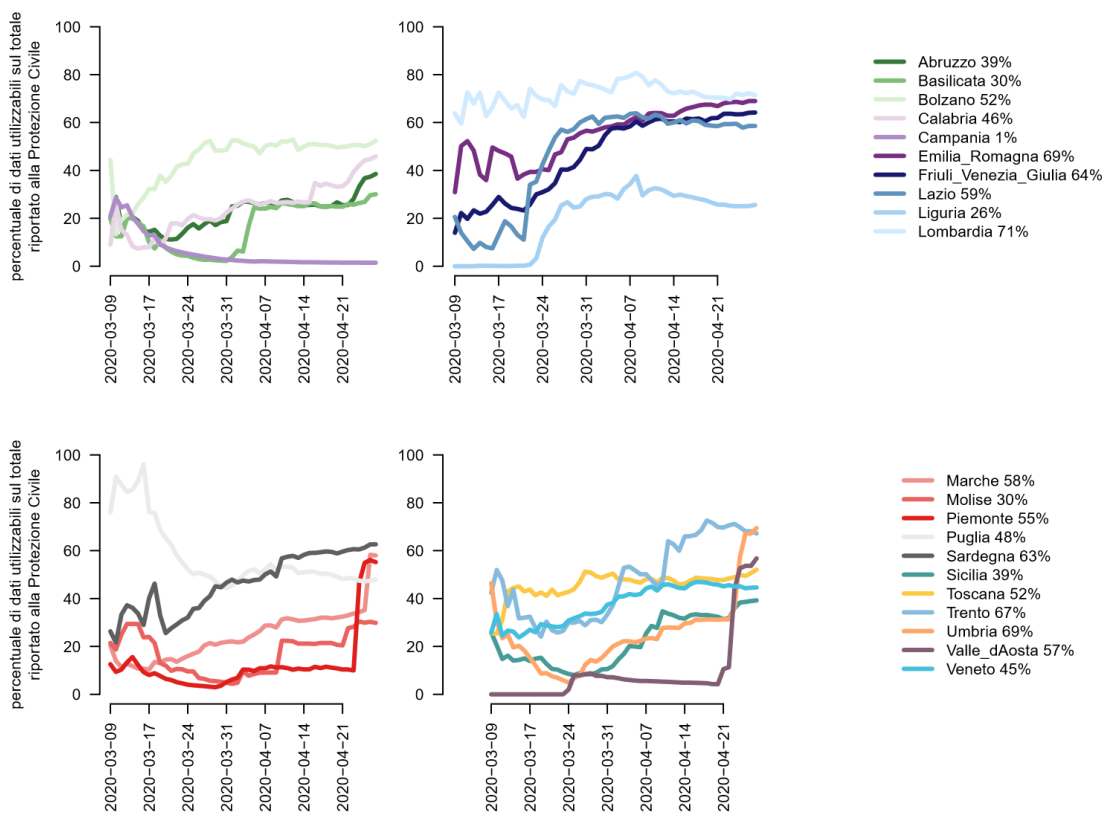 percentuale di dati utilizzabili sul totale
riportato alla Protezione Civile
100
80
60
40
20
0
2020−03−09
2020−03−17
2020−03−24
2020−03−31
2020−04−07
2020−04−14
2020−04−21
100
80
60
40
20
0
2020−03−09
2020−03−17
2020−03−24
2020−03−31
2020−04−07
2020−04−14
2020−04−21
Abruzzo 39%
Basilicata 30%
Bolzano 52%
Calabria 46%
Campania 1%
Emilia_Romagna 69%
Friuli_Venezia_Giulia 64%
Lazio 59%
Liguria 26%
Lombardia 71%
percentuale di dati utilizzabili sul totale
riportato alla Protezione Civile
100
80
60
40
20
0
2020−03−09
2020−03−17
2020−03−24
2020−03−31
2020−04−07
2020−04−14
2020−04−21
100
80
60
40
20
0
2020−03−09
2020−03−17
2020−03−24
2020−03−31
2020−04−07
2020−04−14
2020−04−21
Marche 58%
Molise 30%
Piemonte 55%
Puglia 48%
Sardegna 63%
Sicilia 39%
Toscana 52%
Trento 67%
Umbria 69%
Valle_dAosta 57%
Veneto 45%